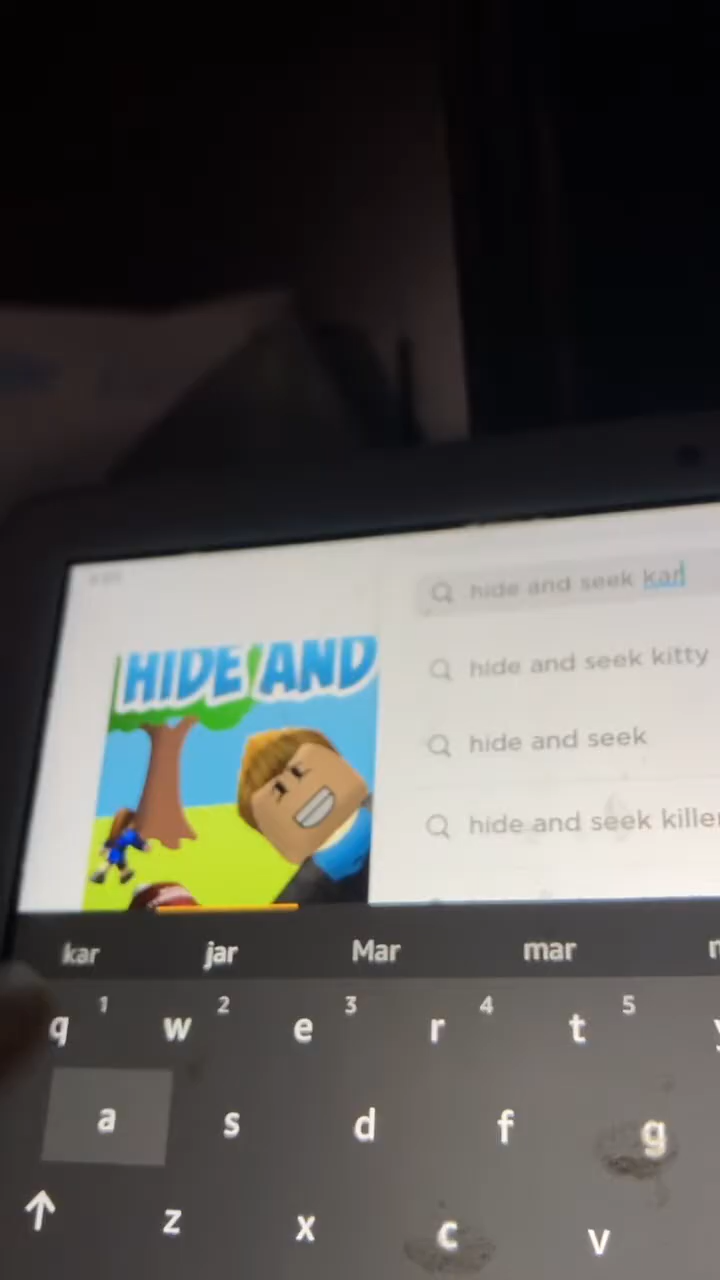 hide and seek kar
HIDE AND
hide and seek kitty
hide and seek
hide and seek killer
kar jar Mar mar
1 2 3 4 5
q w e r t
a s d f g
z x c v